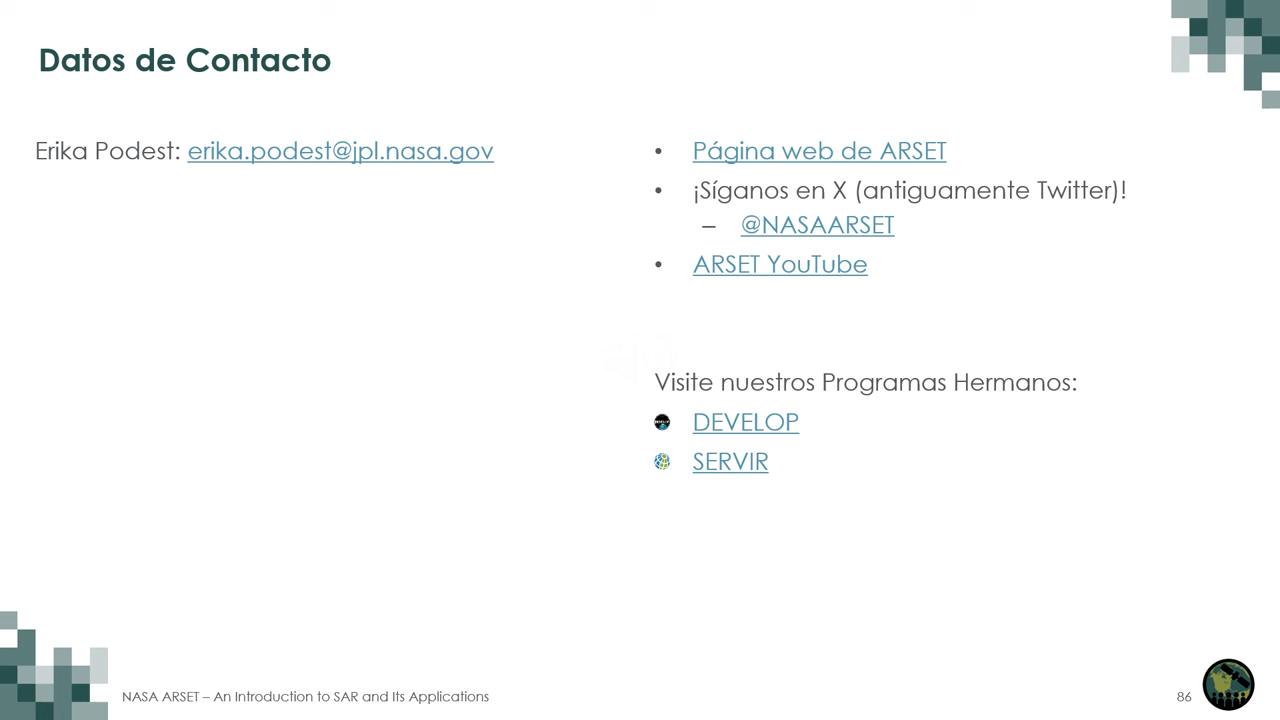 Datos de Contacto
Erika Podest: erika.podest@jpl.nasa.gov
• Página web de ARSET
• ¡Síganos en X (antiguamente Twitter)!
– @NASAARSET
• ARSET YouTube
Visite nuestros Programas Hermanos:
DEVELOP
SERVIR
NASA ARSET – An Introduction to SAR and Its Applications
86